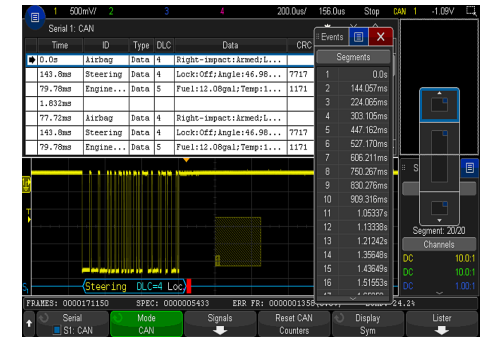 1 500mV/ 2 3 4 200.0us/ 156.0us Stop CAN 1 -1.09V
Serial 1: CAN
Time ID Type DLC Data CRC
0.0s Airbag Data 4 Right-impact:Armed;L...
143.8ms Steering Data 4 Lock:Off;Angle:46.98... 7717
79.78ms Engine... Data 5 Fuel:12.08gal;Temp:1... 1171
1.832ms
77.72ms Airbag Data 4 Right-impact:Armed;L...
143.8ms Steering Data 4 Lock:Off;Angle:46.98... 7717
79.78ms Engine... Data 5 Fuel:12.08gal;Temp:1... 1171
Events
Segments
1 0.0s
2 144.057ms
3 224.065ms
4 303.105ms
5 447.162ms
6 527.170ms
7 606.211ms
8 750.267ms
9 830.276ms
10 909.316ms
11 1.05337s
12 1.13338s
13 1.21242s
14 1.35648s
15 1.43649s
16 1.51553s
S
Segment: 20/20
Channels
DC 10.0:1
DC 10.0:1
DC 1.00:1
T
S₁
Steering DLC=4 Loc
FRAMES: 0000171150 SPEC: 0000005433 ERR FR: 0000001358 24.2%
Serial
S1: CAN
Mode
CAN
Signals
Reset CAN
Counters
Display
Sym
Lister